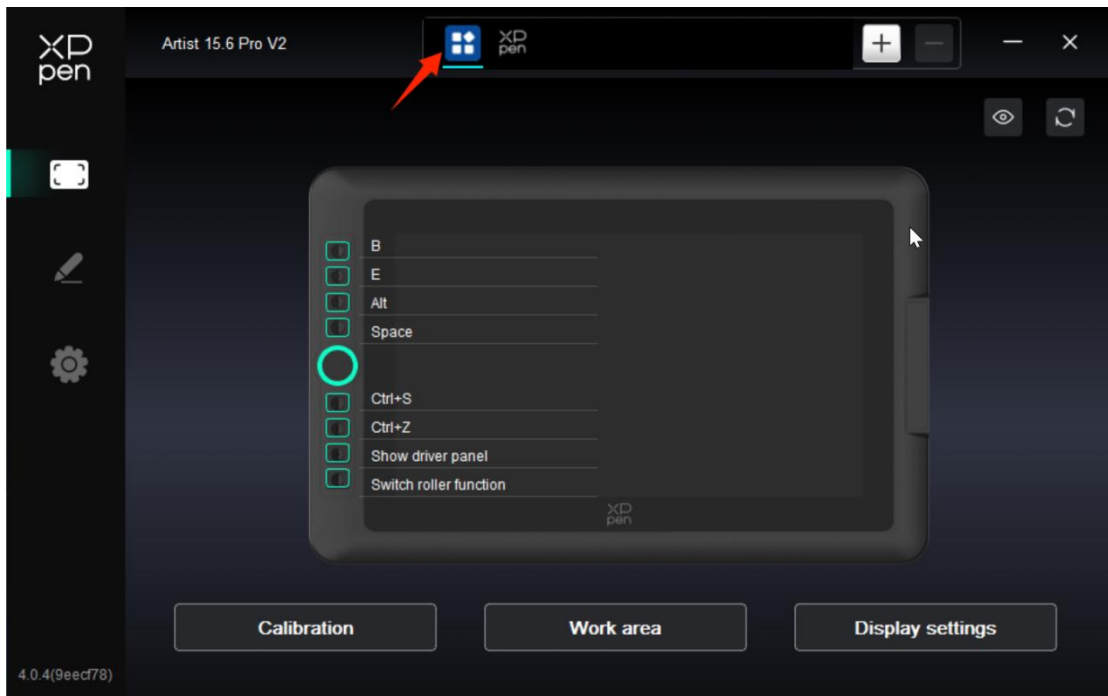 XP
pen
Artist 15.6 Pro V2
XP
pen
B
E
Alt
Space
Ctrl+S
Ctrl+Z
Show driver panel
Switch roller function
XP
pen
Calibration
Work area
Display settings
4.0.4(9eecf78)